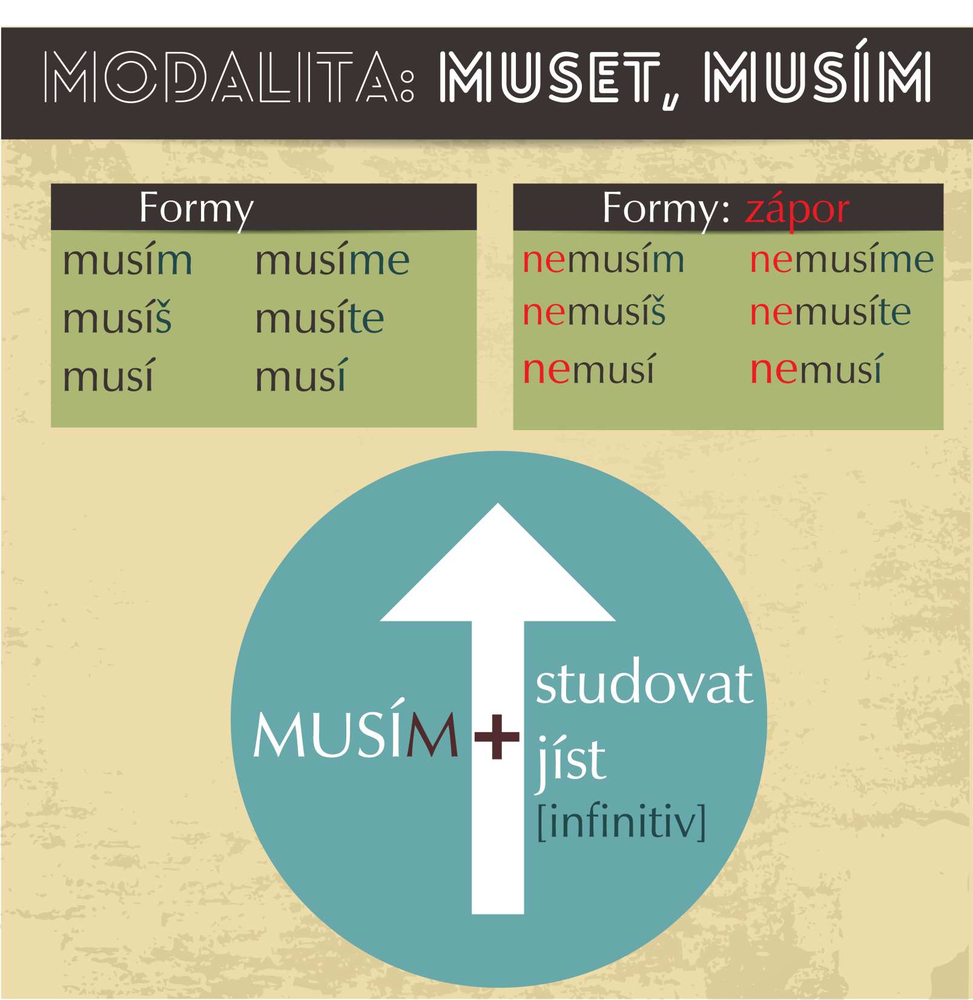 MODALITA: MUSET, MUSÍM
Formy
musím musíme
musíš musíte
musí musí
Formy: zápor
nemusím nemusíme
nemusíš nemusíte
nemusí nemusí
MUSÍM +
studovat
jíst
[infinitiv]